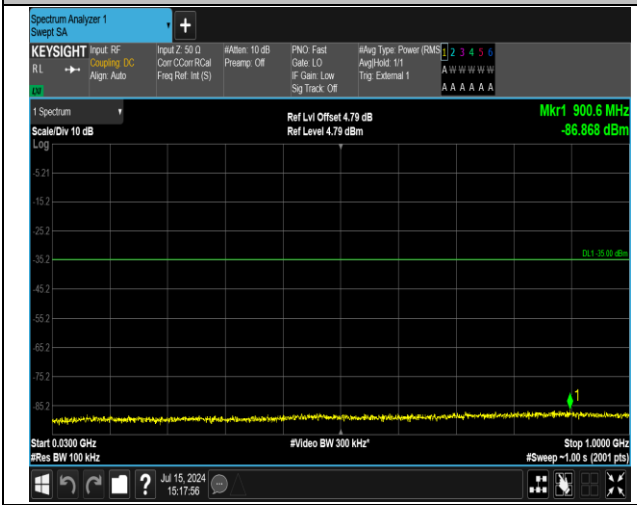 Spectrum Analyzer 1
Swept SA
+
KEYSIGHT Input: RF Input Z: 50 Ω #Atten: 10 dB PNO: Fast #Avg Type: Power (RMS 1 2 3 4 5 6
RL Coupling: DC Corr CCorr RCal Preamp: Off Gate: LO Avg|Hold: 1/1 A W W W W W
Align: Auto Freq Ref: Int (S) IF Gain: Low Trig: External 1
Sig Track: Off A A A A A A
1 Spectrum Ref Lvl Offset 4.79 dB Mkr1 900.6 MHz
Scale/Div 10 dB Ref Level 4.79 dBm -86.868 dBm
Log
-5.21
-15.2
-25.2
DL1 -35.00 dBm
-35.2
-45.2
-55.2
-65.2
-75.2
1
-85.2
Start 0.0300 GHz #Video BW 300 kHz* Stop 1.0000 GHz
#Res BW 100 kHz #Sweep ~1.00 s (2001 pts)
? Jul 15, 2024
15:17:56